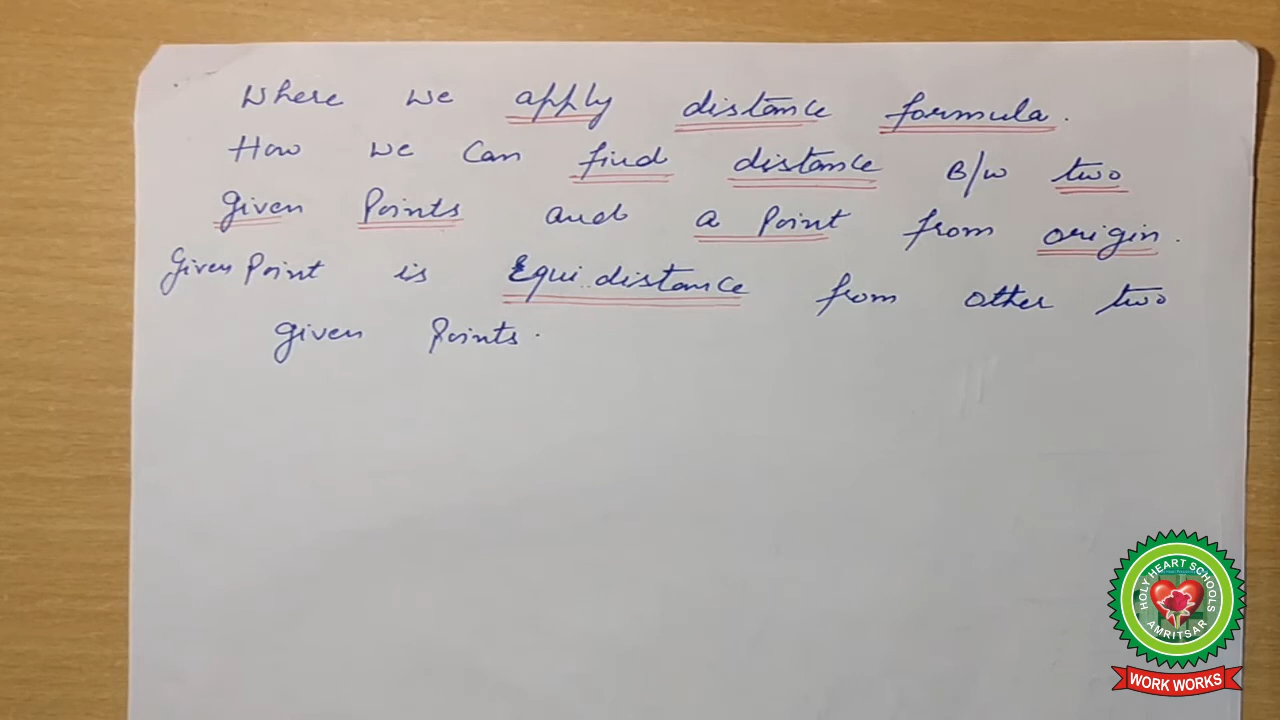 Where we apply distance formula.
How we can find distance B/w two
given Points and a Point from origin.
Given Point is Equidistance from other two
given Points.
HOLY HEART SCHOOLS
AMRITSAR
WORK WORKS